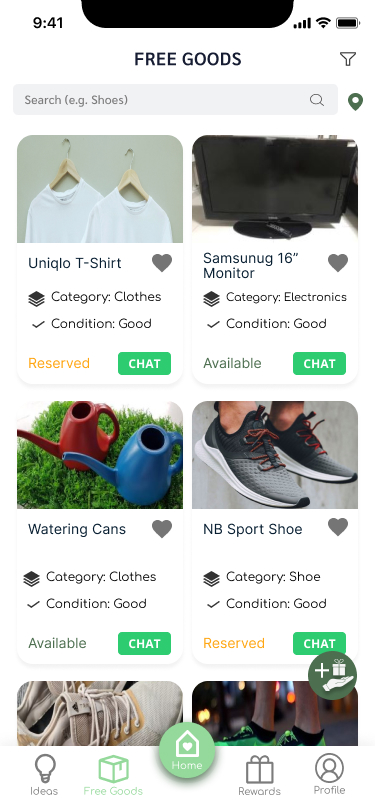 9:41
FREE GOODS
Search (e.g. Shoes)
Uniqlo T-Shirt
Category: Clothes
Condition: Good
Reserved
CHAT
Samsunug 16”
Monitor
Category: Electronics
Condition: Good
Available
CHAT
Watering Cans
Category: Clothes
Condition: Good
Available
CHAT
NB Sport Shoe
Category: Shoe
Condition: Good
Reserved
CHAT
Ideas
Free Goods
Home
Rewards
Profile